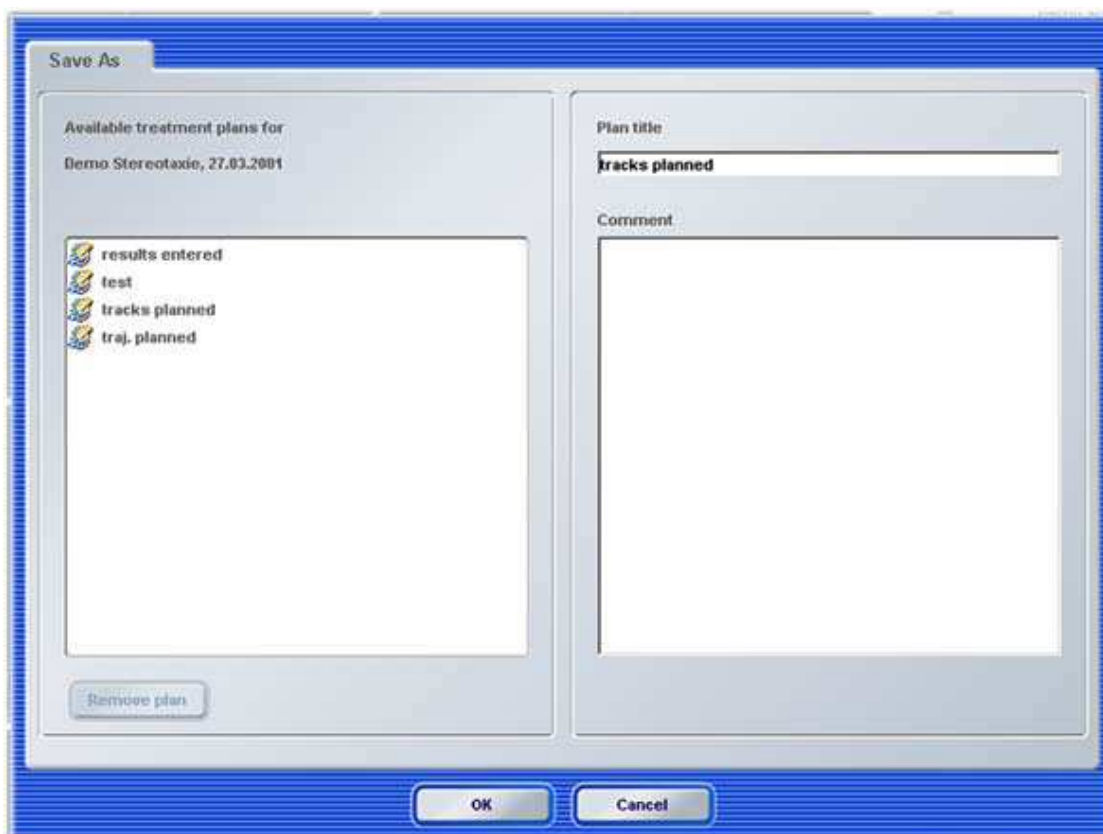 Save As
Available treatment plans for
Demo Stereotaxie, 27.03.2001
results entered
test
tracks planned
traj. planned
Remove plan
Plan title
tracks planned
Comment
OK
Cancel